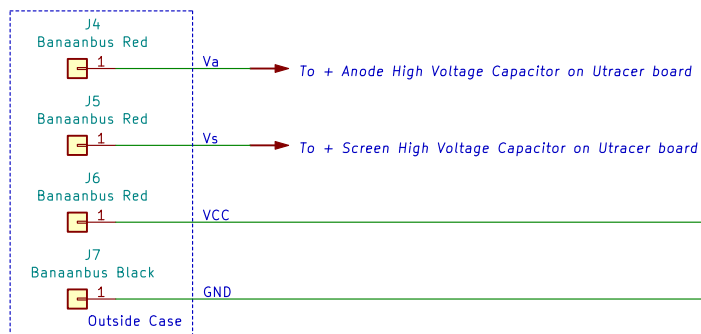 J4
Banaanbus Red
1
Va
To + Anode High Voltage Capacitor on Utracer board
J5
Banaanbus Red
1
Vs
To + Screen High Voltage Capacitor on Utracer board
J6
Banaanbus Red
1
VCC
J7
Banaanbus Black
1
GND
Outside Case